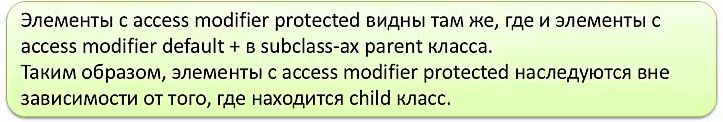 Элементы с access modifier protected видны там же, где и элементы с
access modifier default + в subclass-ах parent класса.
Таким образом, элементы с access modifier protected наследуются вне
зависимости от того, где находится child класс.